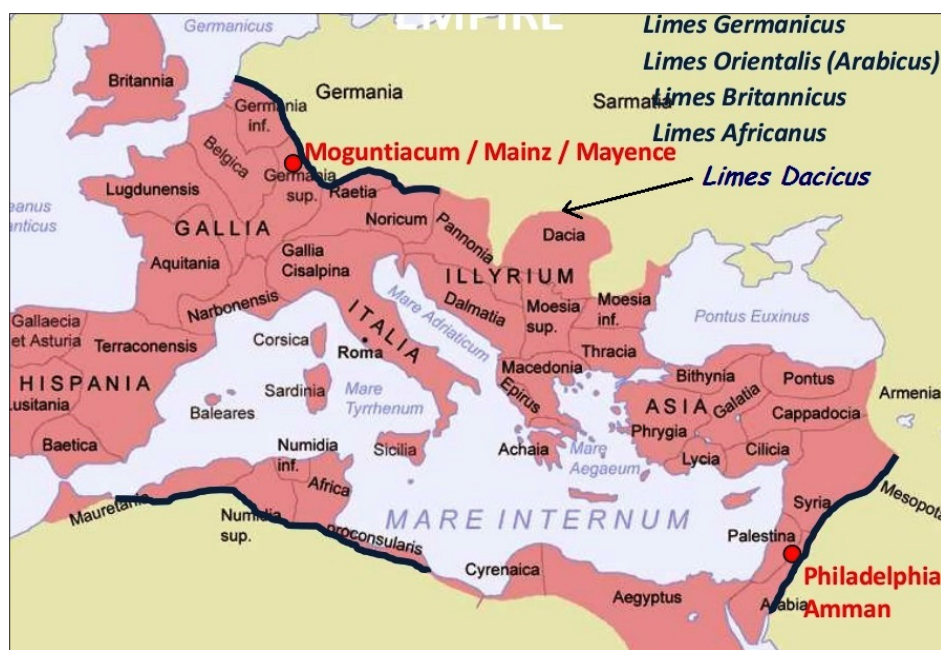 EMPIRE
Limes Germanicus
Limes Orientalis (Arabicus)
Limes Britannicus
Limes Africanus
Limes Dacicus
Germanicus
Britannia
Germania
Sarmatia
Germania
inf.
Moguntiacum / Mainz / Mayence
Belgica
Germania
sup.
Lugdunensis
Raetia
Noricum
Pannonia
Dacia
GALLIA
Gallia
Cisalpina
ILLYRIUM
Aquitania
Narbonensis
Dalmatia
Moesia
sup.
Moesia
inf.
Mare Adriaticum
ITALIA
Pontus Euxinus
Gallaecia
et Asturia
Terraconensis
Corsica
Roma
Thracia
Macedonia
HISPANIA
Lusitania
Baleares
Sardinia
Mare
Tyrrhenum
Epirus
Bithynia
Pontus
Armenia
ASIA
Galatia
Cappadocia
Phrygia
Baetica
Numidia
inf.
Sicilia
Achaia
Mare
Aegaeum
Lycia
Cilicia
Africa
Mauretania
Numidia
sup.
proconsularis
MARE INTERNUM
Syria
Mesopota
Palestina
Cyrenaica
Philadelphia
Amman
Aegyptus
Arabia